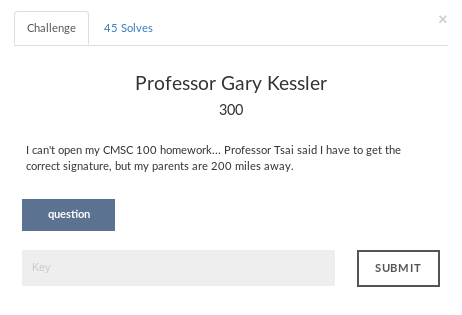 Challenge
45 Solves
×
Professor Gary Kessler
300
I can't open my CMSC 100 homework... Professor Tsai said I have to get the
correct signature, but my parents are 200 miles away.
question
Key
SUBMIT